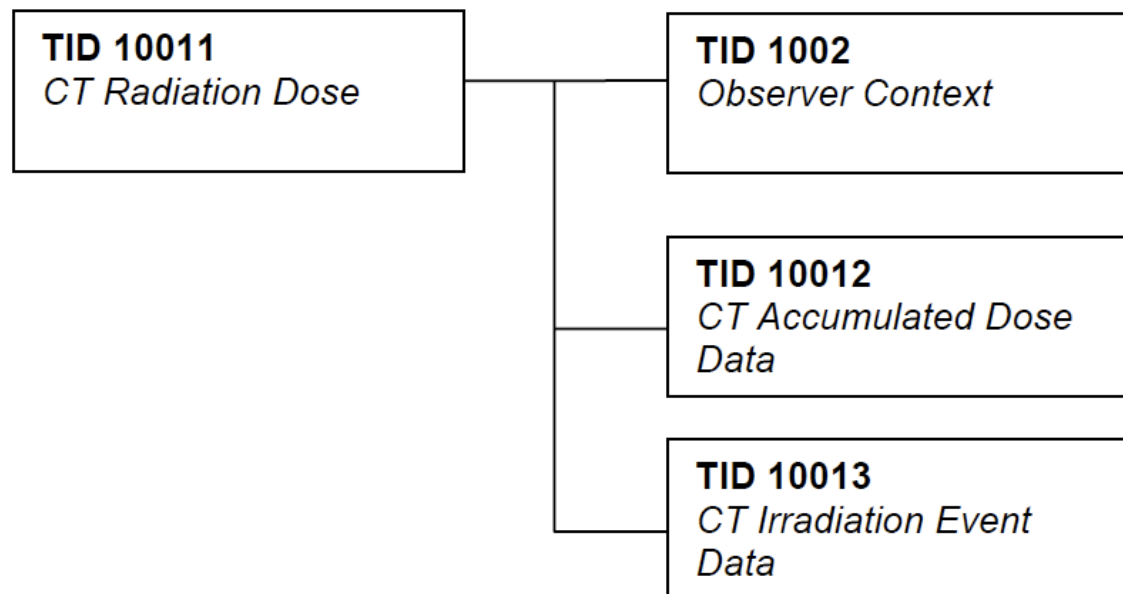 TID 10011
CT Radiation Dose
TID 1002
Observer Context
TID 10012
CT Accumulated Dose
Data
TID 10013
CT Irradiation Event
Data